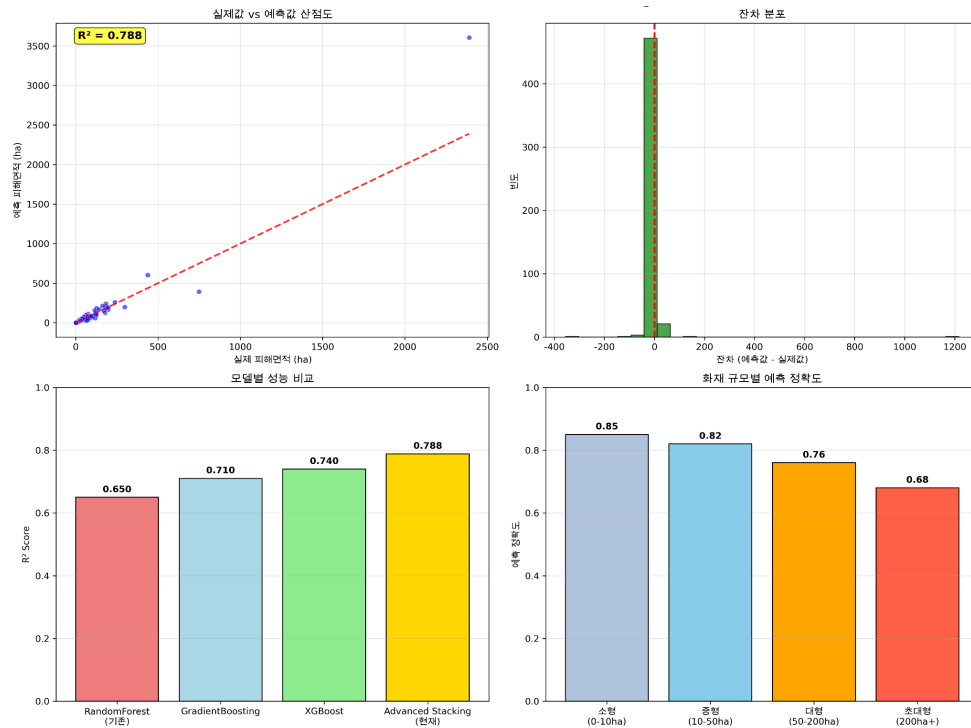 실제값 vs 예측값 산점도
R² = 0.788
3500
3000
2500
2000
1500
1000
500
0
예측 피해면적 (ha)
0
500
1000
1500
2000
2500
실제 피해면적 (ha)
잔차 분포
400
300
200
100
0
빈도
-400
-200
0
200
400
600
800
1000
1200
잔차 (예측값 - 실제값)
모델별 성능 비교
1.0
0.8
0.6
0.4
0.2
0.0
R² Score
0.650
0.710
0.740
0.788
RandomForest
(기존)
GradientBoosting
XGBoost
Advanced Stacking
(현재)
화재 규모별 예측 정확도
1.0
0.8
0.6
0.4
0.2
0.0
예측 정확도
0.85
0.82
0.76
0.68
소형
(0-10ha)
중형
(10-50ha)
대형
(50-200ha)
초대형
(200ha+)